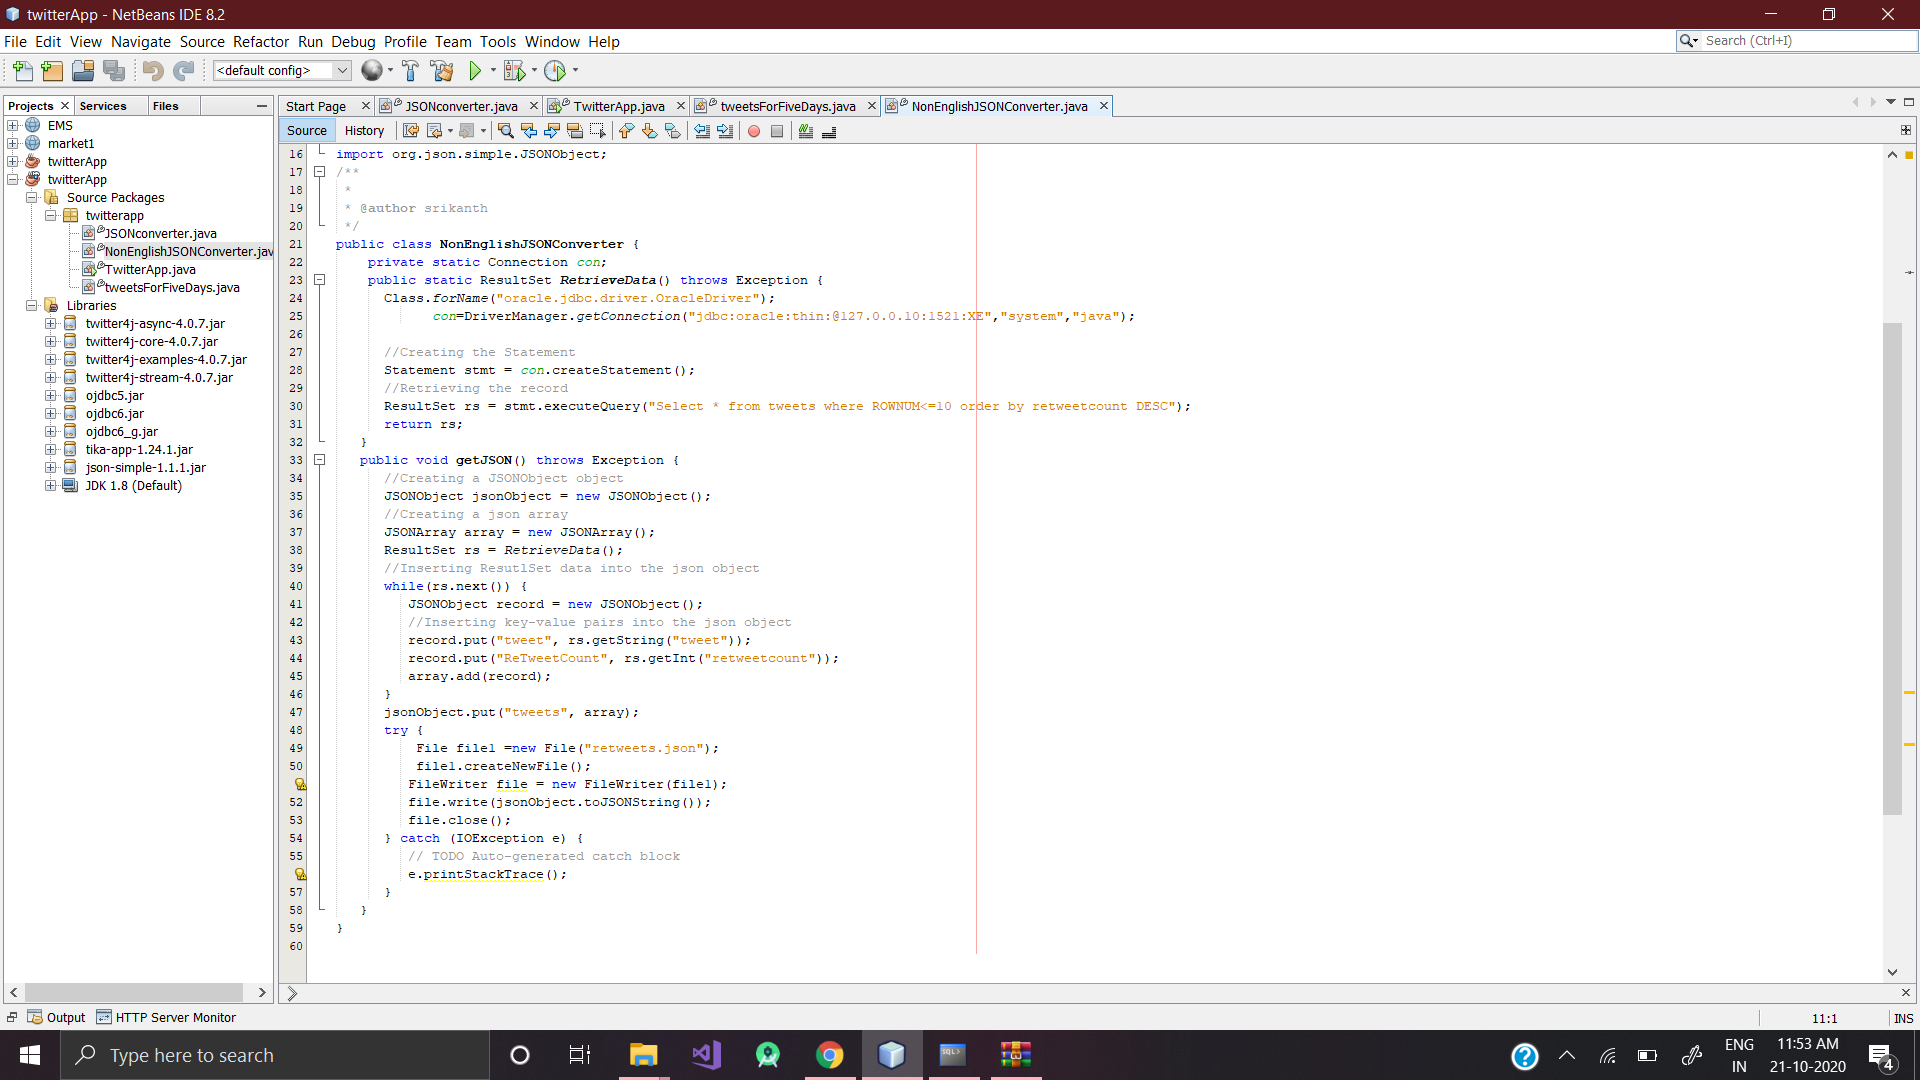 twitterApp - NetBeans IDE 8.2
File Edit View Navigate Source Refactor Run Debug Profile Team Tools Window Help
Search (Ctrl+I)
<default config>
Projects Services Files
Start Page JSONconverter.java TwitterApp.java tweetsForFiveDays.java NonEnglishJSONConverter.java
Source History
EMS
market1
twitterApp
twitterApp
Source Packages
twitterapp
JSONconverter.java
NonEnglishJSONConverter.jav
TwitterApp.java
tweetsForFiveDays.java
Libraries
twitter4j-async-4.0.7.jar
twitter4j-core-4.0.7.jar
twitter4j-examples-4.0.7.jar
twitter4j-stream-4.0.7.jar
ojdbc5.jar
ojdbc6.jar
ojdbc6_g.jar
tika-app-1.24.1.jar
json-simple-1.1.1.jar
JDK 1.8 (Default)
16 import org.json.simple.JSONObject;
17 /**
18 *
19 * @author srikanth
20 */
21 public class NonEnglishJSONConverter {
22 private static Connection con;
23 public static ResultSet RetrieveData() throws Exception {
24 Class.forName("oracle.jdbc.driver.OracleDriver");
25 con=DriverManager.getConnection("jdbc:oracle:thin:@127.0.0.10:1521:XE","system","java");
26
27 //Creating the Statement
28 Statement stmt = con.createStatement();
29 //Retrieving the record
30 ResultSet rs = stmt.executeQuery("Select * from tweets where ROWNUM<=10 order by retweetcount DESC");
31 return rs;
32 }
33 public void getJSON() throws Exception {
34 //Creating a JSONObject object
35 JSONObject jsonObject = new JSONObject();
36 //Creating a json array
37 JSONArray array = new JSONArray();
38 ResultSet rs = RetrieveData();
39 //Inserting ResutlSet data into the json object
40 while(rs.next()) {
41 JSONObject record = new JSONObject();
42 //Inserting key-value pairs into the json object
43 record.put("tweet", rs.getString("tweet"));
44 record.put("ReTweetCount", rs.getInt("retweetcount"));
45 array.add(record);
46 }
47 jsonObject.put("tweets", array);
48 try {
49 File file1 =new File("retweets.json");
50 file1.createNewFile();
FileWriter file = new FileWriter(file1);
52 file.write(jsonObject.toJSONString());
53 file.close();
54 } catch (IOException e) {
55 // TODO Auto-generated catch block
e.printStackTrace();
57 }
58 }
59 }
60
Output HTTP Server Monitor
11:1 INS
Type here to search
SQL>
ENG
IN
11:53 AM
21-10-2020
4